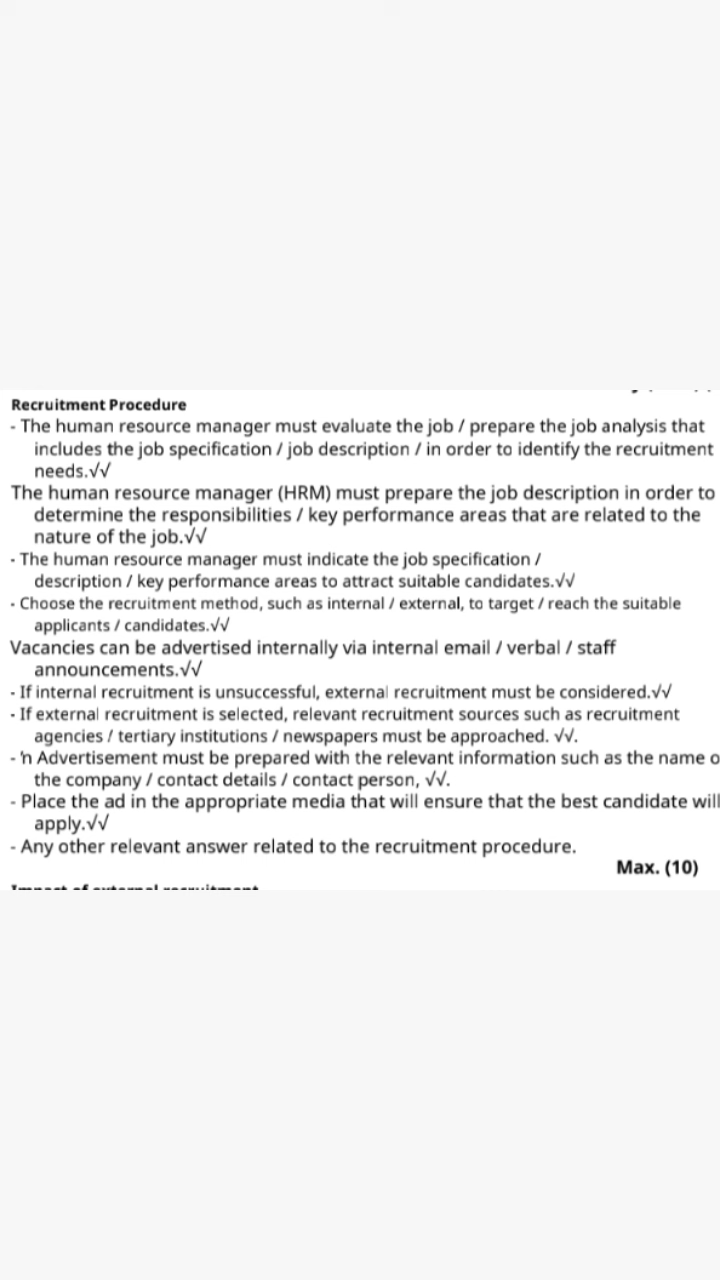 Recruitment Procedure
- The human resource manager must evaluate the job / prepare the job analysis that
includes the job specification / job description / in order to identify the recruitment
needs.√√
The human resource manager (HRM) must prepare the job description in order to
determine the responsibilities / key performance areas that are related to the
nature of the job.√√
- The human resource manager must indicate the job specification /
description / key performance areas to attract suitable candidates.√√
- Choose the recruitment method, such as internal / external, to target / reach the suitable
applicants / candidates.√√
Vacancies can be advertised internally via internal email / verbal / staff
announcements.√√
- If internal recruitment is unsuccessful, external recruitment must be considered.√√
- If external recruitment is selected, relevant recruitment sources such as recruitment
agencies / tertiary institutions / newspapers must be approached. √√.
- 'n Advertisement must be prepared with the relevant information such as the name o
the company / contact details / contact person, √√.
- Place the ad in the appropriate media that will ensure that the best candidate will
apply.√√
- Any other relevant answer related to the recruitment procedure.
Max. (10)
Impact of external recruitment